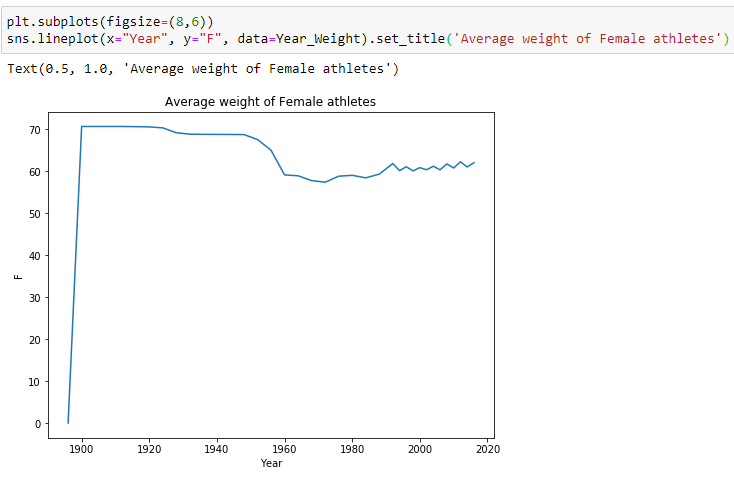 plt.subplots(figsize=(8,6))
sns.lineplot(x="Year", y="F", data=Year_Weight).set_title('Average weight of Female athletes')
Text(0.5, 1.0, 'Average weight of Female athletes')
Average weight of Female athletes
70
60
50
40
F
30
20
10
0
1900 1920 1940 1960 1980 2000 2020
Year